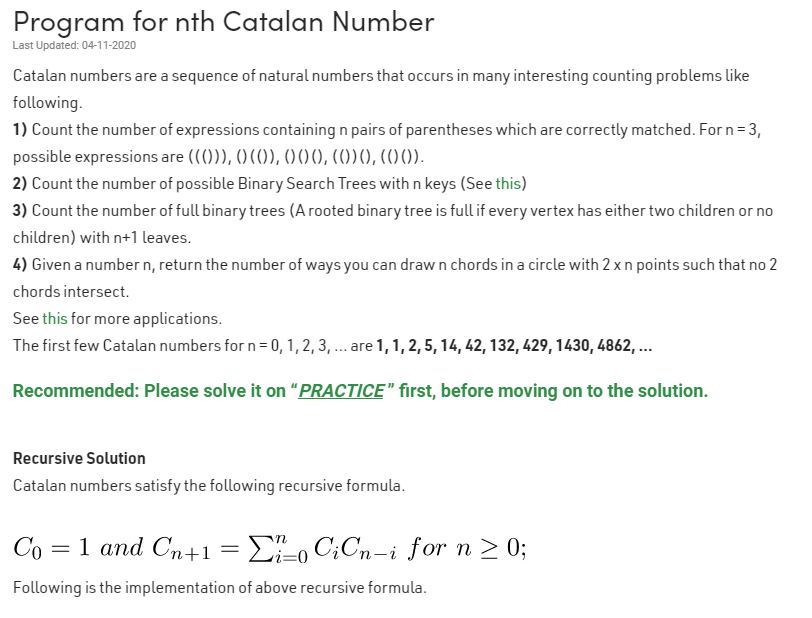 Program for nth Catalan Number
Last Updated: 04-11-2020
Catalan numbers are a sequence of natural numbers that occurs in many interesting counting problems like
following.
1) Count the number of expressions containing n pairs of parentheses which are correctly matched. For n = 3,
possible expressions are ((())), ()(()), ()()(), (())(), (()()).
2) Count the number of possible Binary Search Trees with n keys (See this)
3) Count the number of full binary trees (A rooted binary tree is full if every vertex has either two children or no
children) with n+1 leaves.
4) Given a number n, return the number of ways you can draw n chords in a circle with 2 x n points such that no 2
chords intersect.
See this for more applications.
The first few Catalan numbers for n = 0, 1, 2, 3, … are 1, 1, 2, 5, 14, 42, 132, 429, 1430, 4862, …
Recommended: Please solve it on “PRACTICE” first, before moving on to the solution.
Recursive Solution
Catalan numbers satisfy the following recursive formula.
C₀ = 1 and Cₙ₊₁ = ∑ⁿᵢ₌₀ CᵢCₙ₋ᵢ for n ≥ 0;
Following is the implementation of above recursive formula.